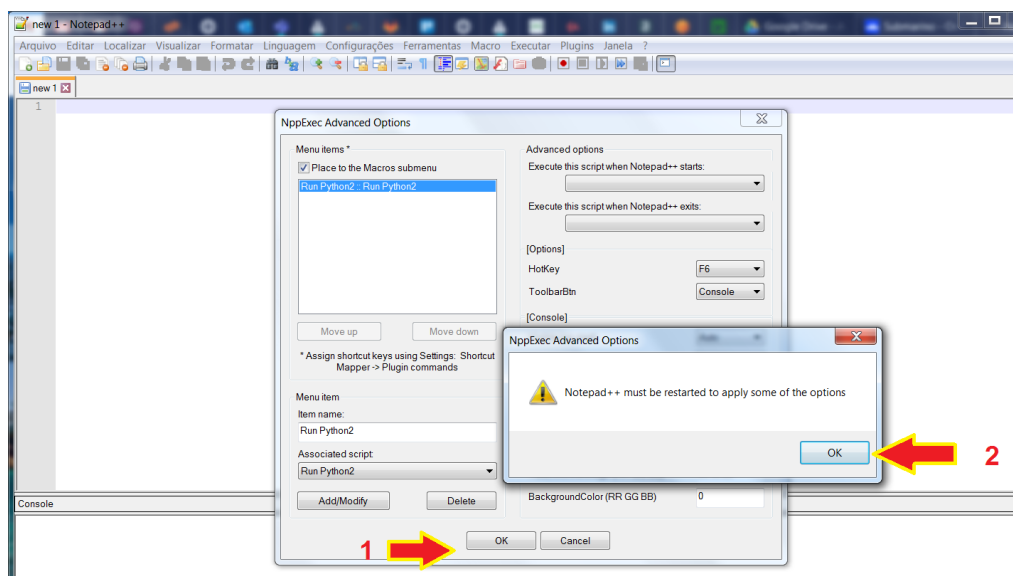 new 1 - Notepad++
Arquivo Editar Localizar Visualizar Formatar Linguagem Configurações Ferramentas Macro Executar Plugins Janela ?
new 1
1
NppExec Advanced Options
Menu items *
Place to the Macros submenu
Run Python2 :: Run Python2
Move up Move down
* Assign shortcut keys using Settings: Shortcut
Mapper -> Plugin commands
Menu item
Item name:
Run Python2
Associated script:
Run Python2
Add/Modify Delete
Advanced options
Execute this script when Notepad++ starts:
Execute this script when Notepad++ exits:
[Options]
HotKey F6
ToolbarBtn Console
[Console]
BackgroundColor (RR GG BB) 0
OK Cancel
1
NppExec Advanced Options
Notepad++ must be restarted to apply some of the options
OK
2
Console